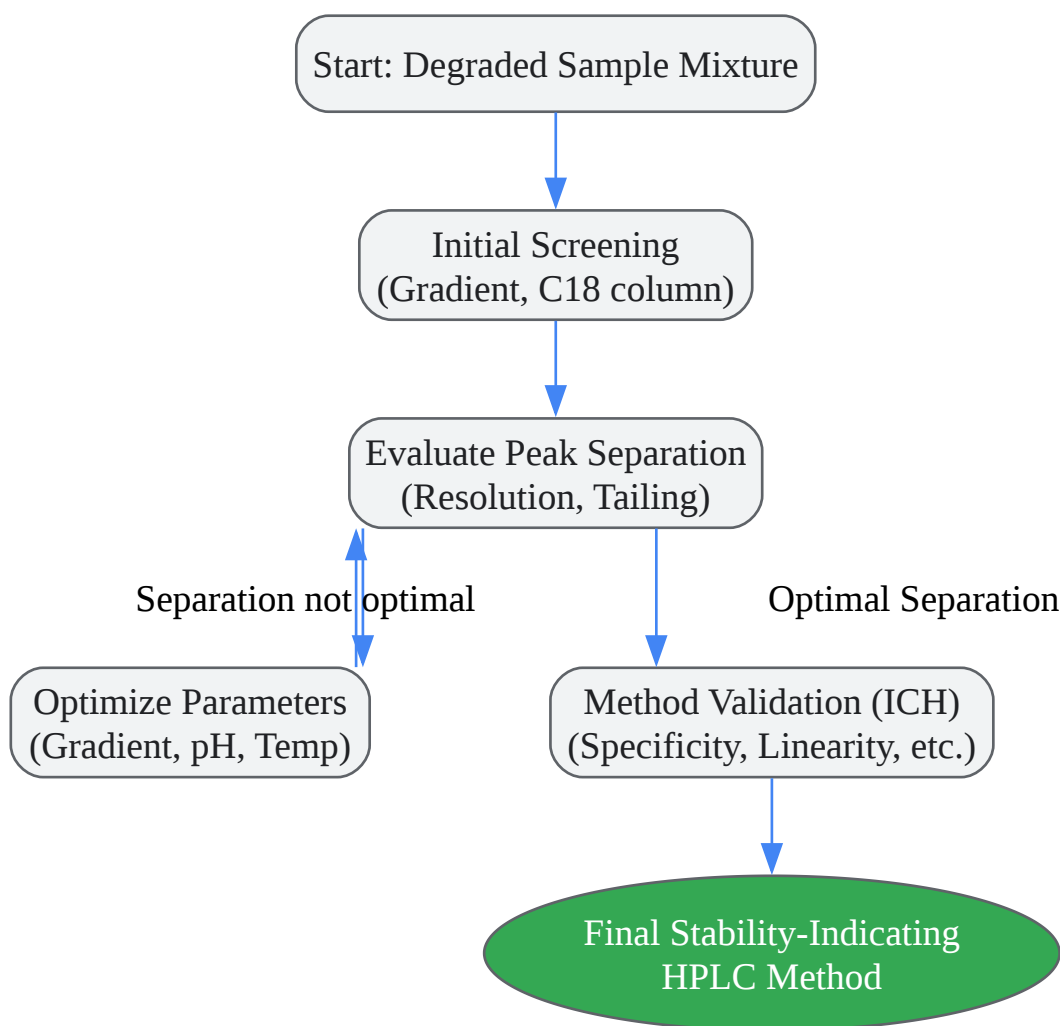 Start: Degraded Sample Mixture
Initial Screening
(Gradient, C18 column)
Evaluate Peak Separation
(Resolution, Tailing)
Separation not optimal
Optimal Separation
Optimize Parameters
(Gradient, pH, Temp)
Method Validation (ICH)
(Specificity, Linearity, etc.)
Final Stability-Indicating
HPLC Method